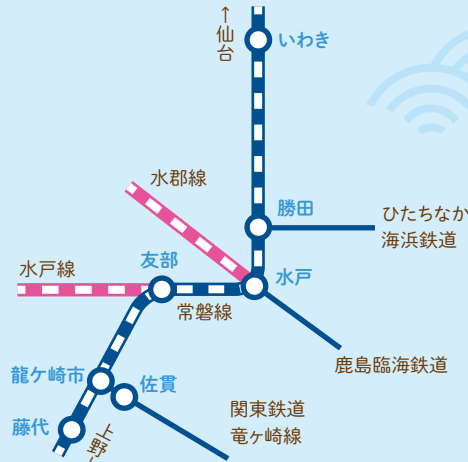 ↑仙台
いわき
水郡線
勝田
ひたちなか
海浜鉄道
友部
水戸
水戸線
常磐線
鹿島臨海鉄道
龍ケ崎市
佐貫
関東鉄道
竜ヶ崎線
藤代
上野